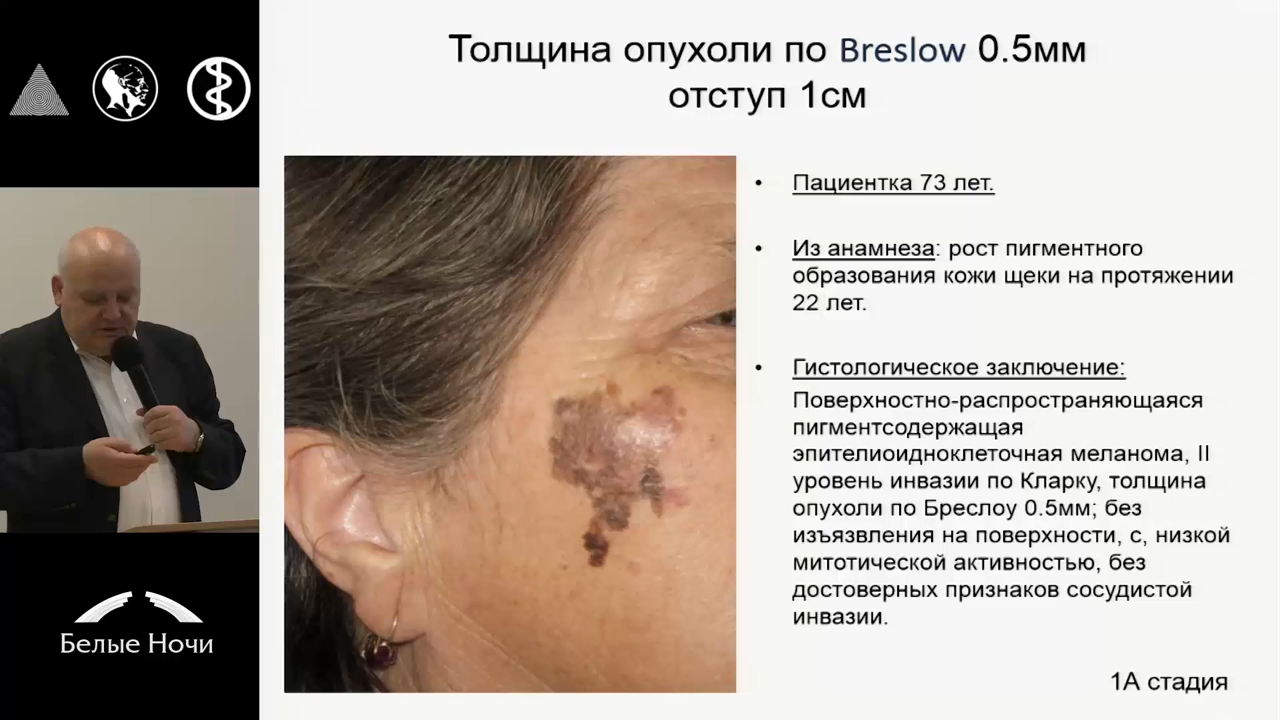 Толщина опухоли по Breslow 0.5мм
отступ 1см
• Пациентка 73 лет.
• Из анамнеза: рост пигментного
образования кожи щеки на протяжении
22 лет.
• Гистологическое заключение:
Поверхностно-распространяющаяся
пигментсодержащая
эпителиоидноклеточная меланома, II
уровень инвазии по Кларку, толщина
опухоли по Бреслоу 0.5мм; без
изъязвления на поверхности, с, низкой
митотической активностью, без
достоверных признаков сосудистой
инвазии.
1А стадия
Белые Ночи